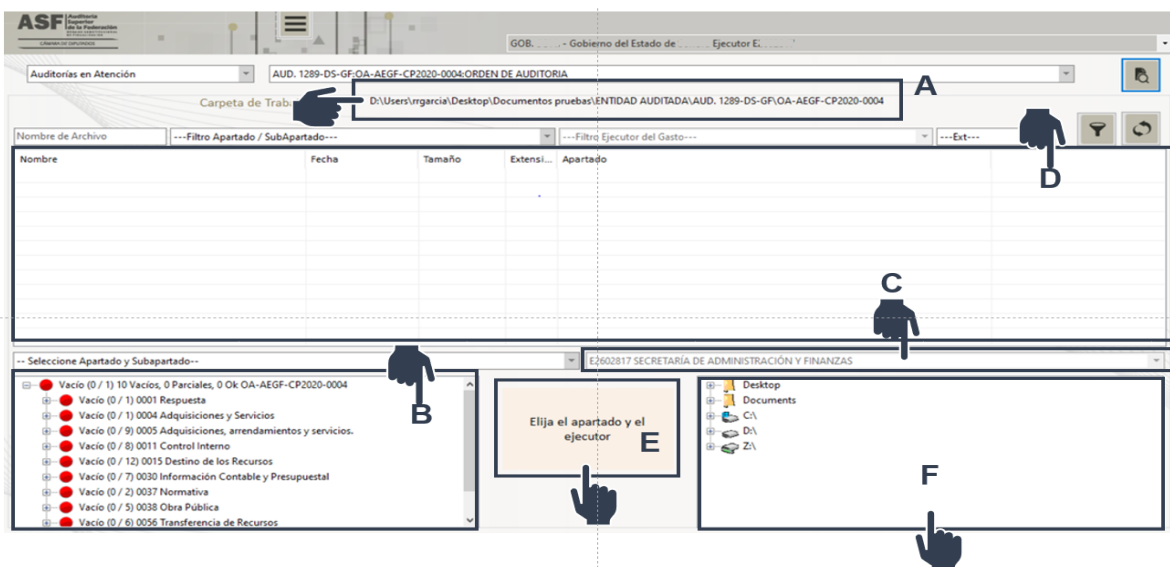 ASF Auditoría
Superior
de la Federación
CÁMARA DE DIPUTADOS
GOB. - Gobierno del Estado de Ejecutor
Auditorías en Atención
AUD. 1289-DS-GF:OA-AEGF-CP2020-0004:ORDEN DE AUDITORIA
A
Carpeta de Trab
D:\Users\rrgarcia\Desktop\Documentos pruebas\ENTIDAD AUDITADA\AUD. 1289-DS-GF\OA-AEGF-CP2020-0004
Nombre de Archivo
---Filtro Apartado / SubApartado---
---Filtro Ejecutor del Gasto---
---Ext---
D
Nombre Fecha Tamaño Extensi... Apartado
C
-- Seleccione Apartado y Subapartado--
E2602817 SECRETARÍA DE ADMINISTRACIÓN Y FINANZAS
Vacío (0 / 1) 10 Vacíos, 0 Parciales, 0 Ok OA-AEGF-CP2020-0004
Vacío (0 / 1) 0001 Respuesta
Vacío (0 / 1) 0004 Adquisiciones y Servicios
Vacío (0 / 9) 0005 Adquisiciones, arrendamientos y servicios.
Vacío (0 / 8) 0011 Control Interno
Vacío (0 / 12) 0015 Destino de los Recursos
Vacío (0 / 7) 0030 Información Contable y Presupuestal
Vacío (0 / 2) 0037 Normativa
Vacío (0 / 5) 0038 Obra Pública
Vacío (0 / 6) 0056 Transferencia de Recursos
B
Elija el apartado y el
ejecutor
E
Desktop
Documents
C:\
D:\
Z:\
F